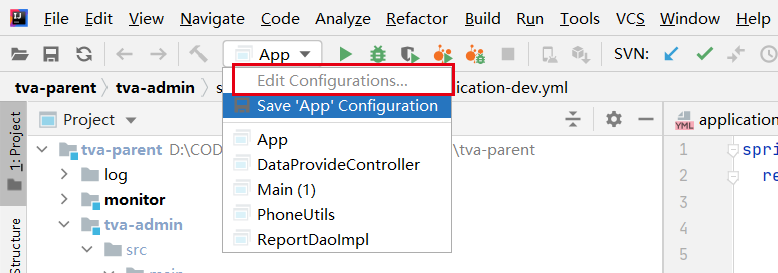 File Edit View Navigate Code Analyze Refactor Build Run Tools VCS Window Help
App SVN:
Edit Configurations...
tva-parent tva-admin s ication-dev.yml
Save 'App' Configuration
1: Project
Project application
App
tva-parent D:\COD \tva-parent 1 spri
DataProvideController
log 2 re
Main (1)
monitor 3
PhoneUtils
tva-admin 4
ReportDaoImpl
src 5
Structure